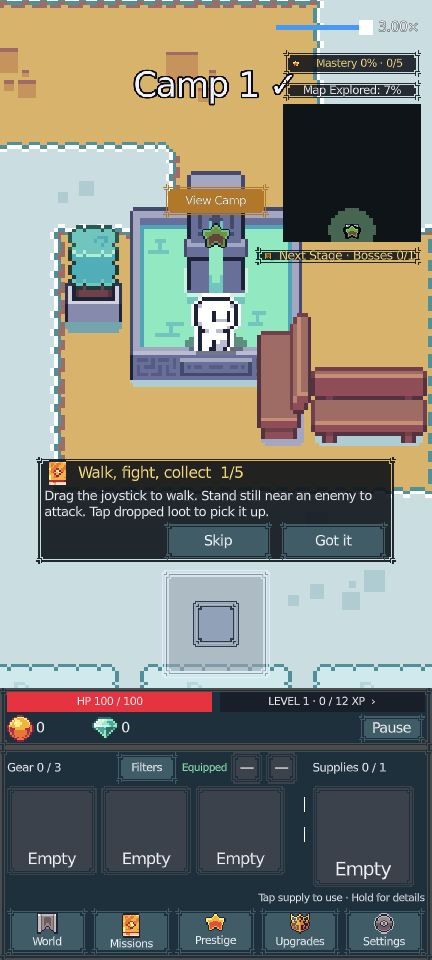 3.00×
Mastery 0% · 0/5
Camp 1 ✓
Map Explored: 7%
View Camp
Next Stage · Bosses 0/1
Walk, fight, collect 1/5
Drag the joystick to walk. Stand still near an enemy to
attack. Tap dropped loot to pick it up.
Skip
Got it
HP 100 / 100
LEVEL 1 · 0 / 12 XP ›
0
0
Pause
Gear 0 / 3
Filters
Equipped
—
—
Supplies 0 / 1
Empty
Empty
Empty
Empty
Tap supply to use · Hold for details
World
Missions
Prestige
Upgrades
Settings